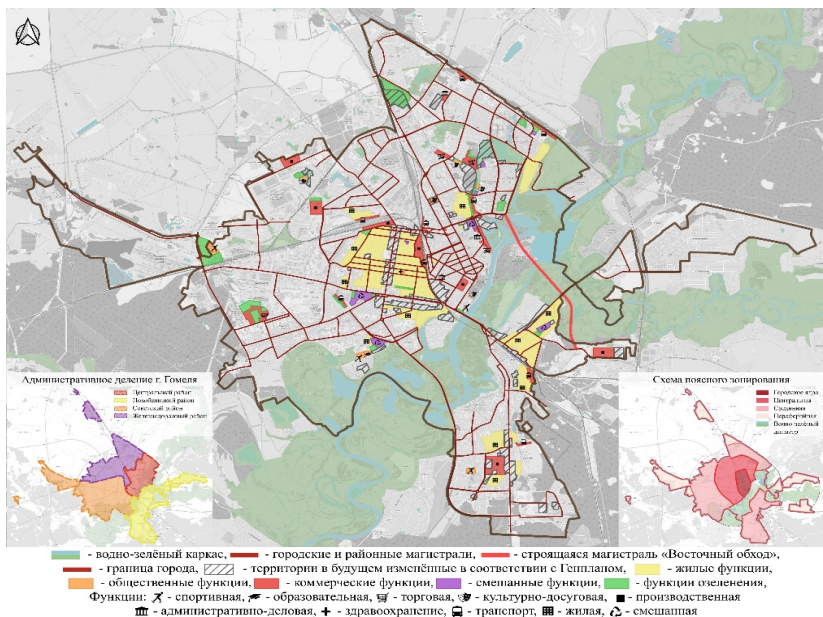 Административное деление г. Гомеля
Центральный район
Новобелицкий район
Советский район
Железнодорожный район
Схема поясного зонирования
Городское ядро
Центральная
Срединная
Периферийная
Водно-зелёный
диаметр
- водно-зелёный каркас, - городские и районные магистрали, - строящаяся магистраль «Восточный обход»,
- граница города, - территории в будущем изменённые в соответствии с Генпланом, - жилые функции,
- общественные функции, - коммерческие функции, - смешанные функции, - функции озеленения,
Функции: - спортивная, - образовательная, - торговая, - культурно-досуговая, - производственная
- административно-деловая, - здравоохранение, - транспорт, - жилая, - смешанная